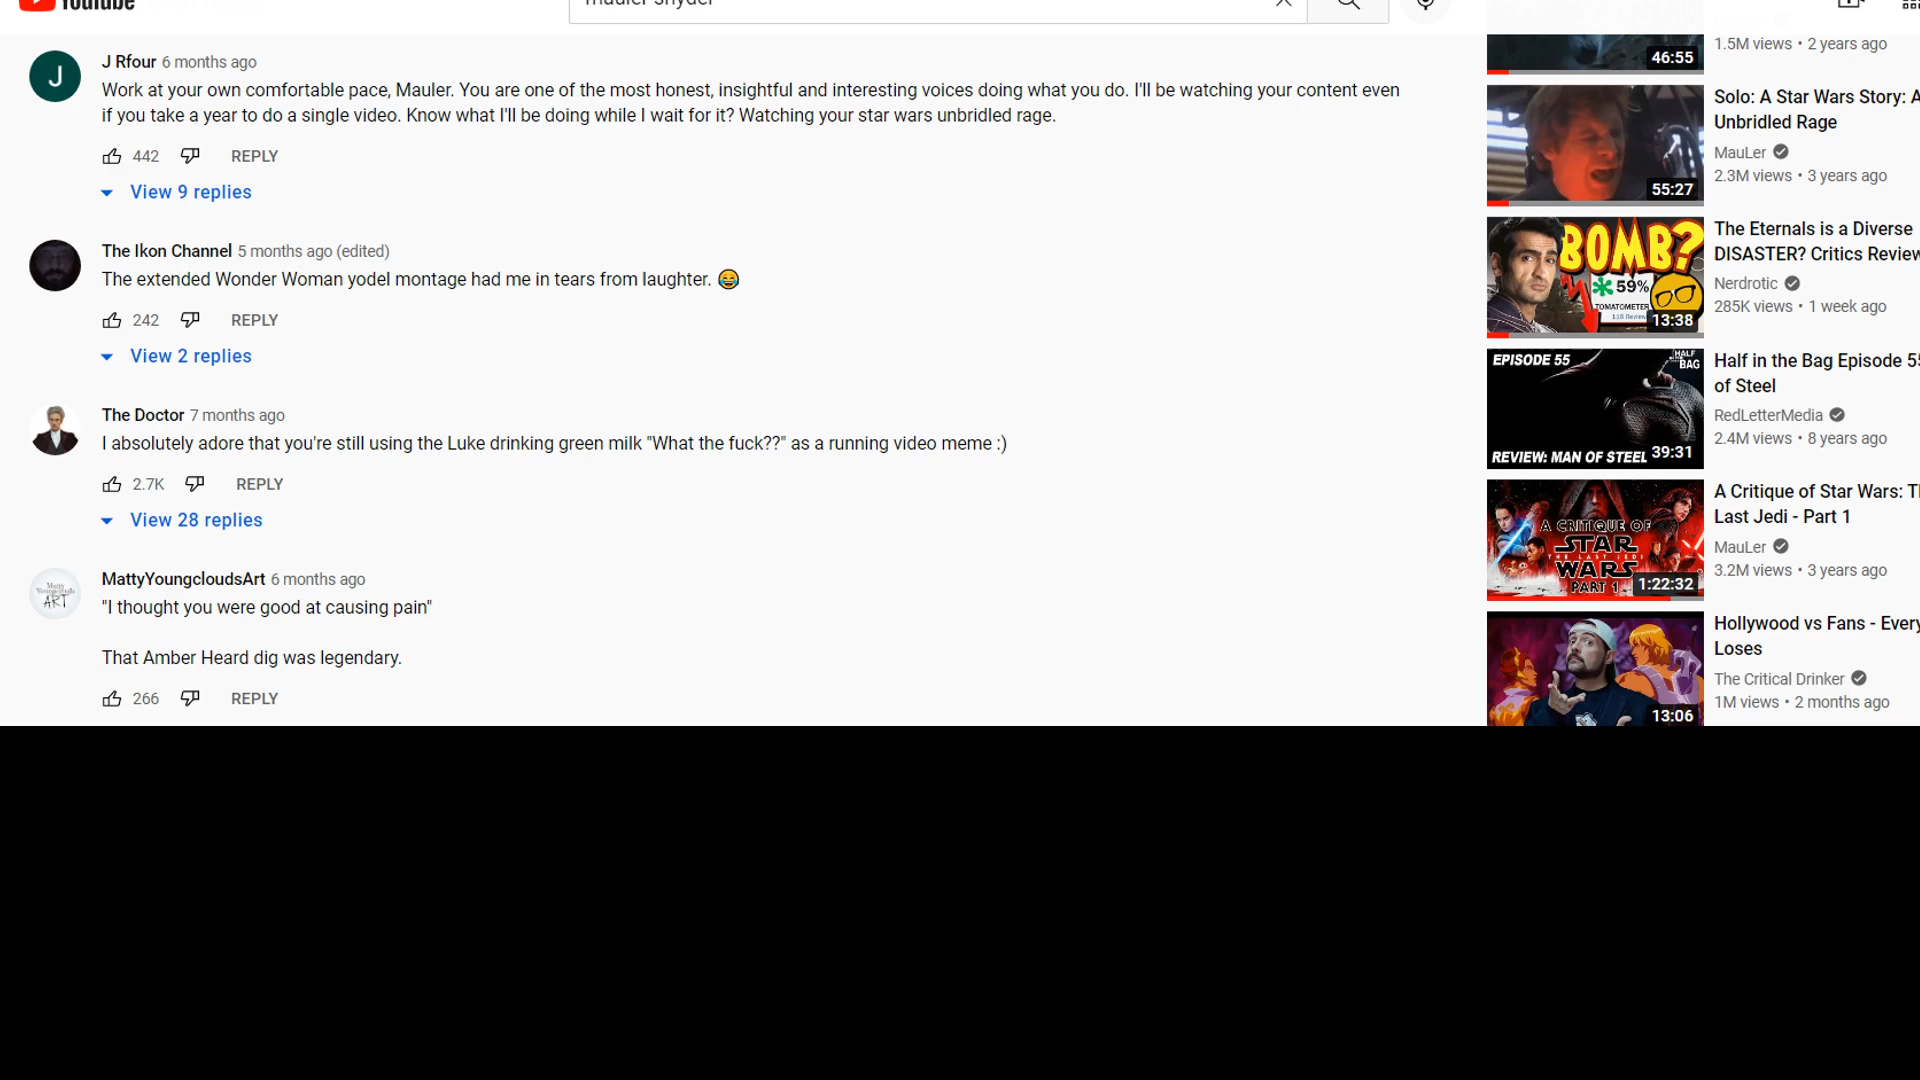 YouTube
mauler snyder
J
J Rfour 6 months ago
Work at your own comfortable pace, Mauler. You are one of the most honest, insightful and interesting voices doing what you do. I'll be watching your content even
if you take a year to do a single video. Know what I'll be doing while I wait for it? Watching your star wars unbridled rage.
442 REPLY
View 9 replies
The Ikon Channel 5 months ago (edited)
The extended Wonder Woman yodel montage had me in tears from laughter. 😂
242 REPLY
View 2 replies
The Doctor 7 months ago
I absolutely adore that you're still using the Luke drinking green milk "What the fuck??" as a running video meme :)
2.7K REPLY
View 28 replies
Matty
Youngclouds
ART
MattyYoungcloudsArt 6 months ago
"I thought you were good at causing pain"
That Amber Heard dig was legendary.
266 REPLY
46:55
1.5M views • 2 years ago
55:27
Solo: A Star Wars Story: A
Unbridled Rage
MauLer
2.3M views • 3 years ago
BOMB?
59%
TOMATOMETER
13:38
The Eternals is a Diverse
DISASTER? Critics Review
Nerdrotic
285K views • 1 week ago
EPISODE 55
HALF
IN THE
BAG
REVIEW: MAN OF STEEL
39:31
Half in the Bag Episode 55
of Steel
RedLetterMedia
2.4M views • 8 years ago
A CRITIQUE OF
STAR
THE LAST JEDI
WARS
PART 1
1:22:32
A Critique of Star Wars: Th
Last Jedi - Part 1
MauLer
3.2M views • 3 years ago
13:06
Hollywood vs Fans - Every
Loses
The Critical Drinker
1M views • 2 months ago